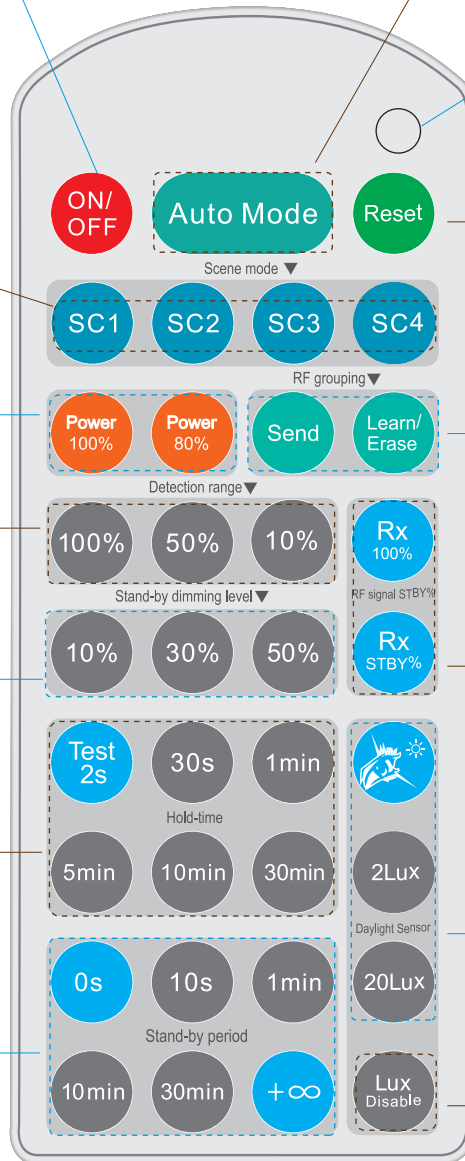 ON/
OFF
Auto Mode
Reset
Scene mode ▼
SC1
SC2
SC3
SC4
RF grouping▼
Power
100%
Power
80%
Send
Learn/
Erase
Detection range▼
100%
50%
10%
Rx
100%
RF signal STBY%
Stand-by dimming level▼
10%
30%
50%
Rx
STBY%
Test
2s
30s
1min
Hold-time
5min
10min
30min
2Lux
Daylight Sensor
0s
10s
1min
20Lux
Stand-by period
10min
30min
+∞
Lux
Disable